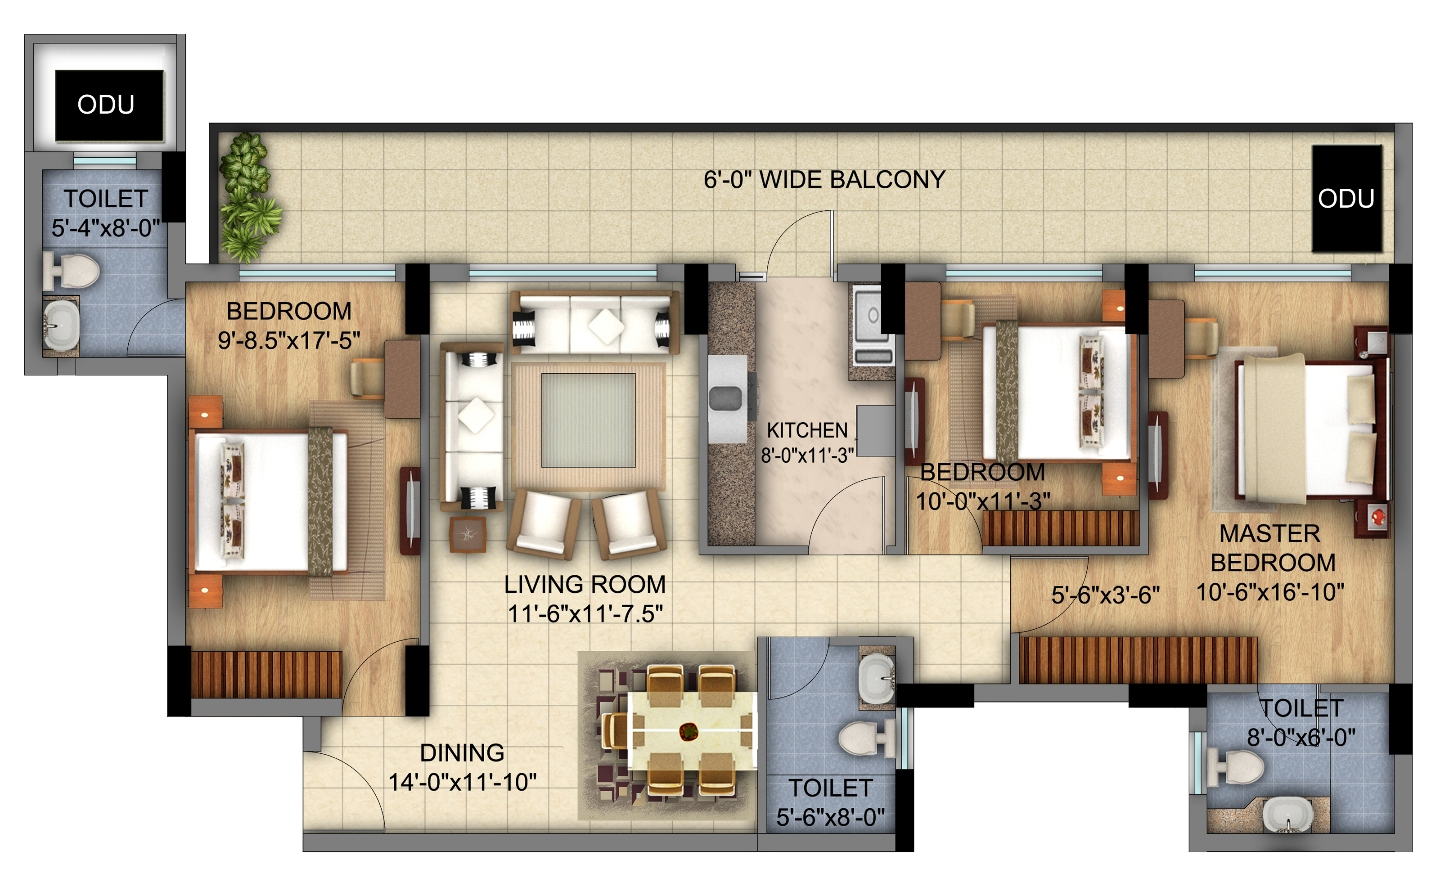 ODU
TOILET
5'-4"x8'-0"
6'-0" WIDE BALCONY
ODU
BEDROOM
9'-8.5"x17'-5"
KITCHEN
8'-0"x11'-3"
BEDROOM
10'-0"x11'-3"
MASTER
BEDROOM
10'-6"x16'-10"
5'-6"x3'-6"
LIVING ROOM
11'-6"x11'-7.5"
DINING
14'-0"x11'-10"
TOILET
5'-6"x8'-0"
TOILET
8'-0"x6'-0"